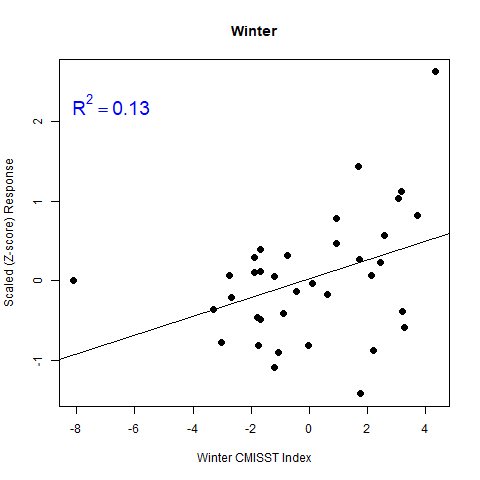 Winter
R² = 0.13
Scaled (Z-score) Response
2
1
0
-1
-8 -6 -4 -2 0 2 4
Winter CMISST Index